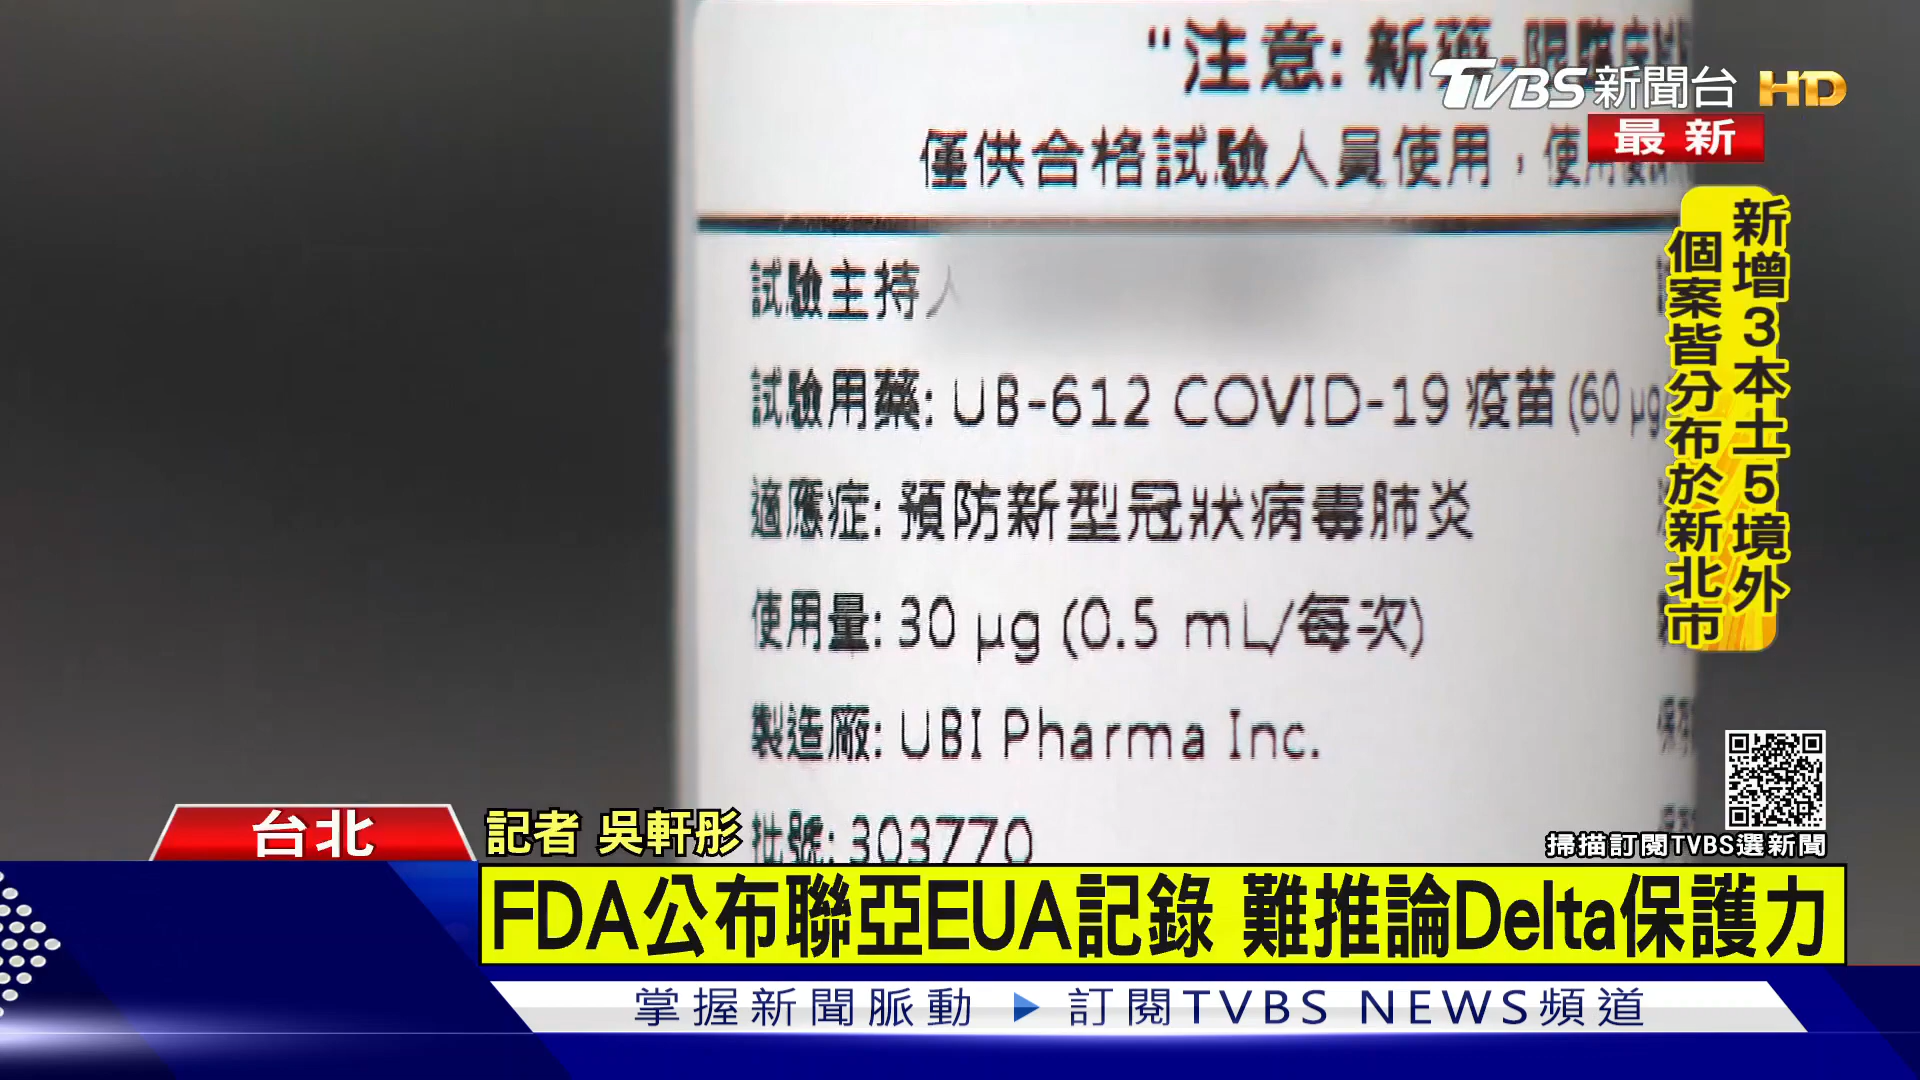 "注意: 新藥-限
TVBS新聞台 HD
最新
僅供合格試驗人員使用，使用
新增3本土5境外
個案皆分布於新北市
試驗主持人
試驗用藥: UB-612 COVID-19 疫苗 (60 μg
適應症: 預防新型冠狀病毒肺炎
使用量: 30 μg (0.5 mL/每次)
製造廠: UBI Pharma Inc.
批號: 303770
掃描訂閱TVBS選新聞
台北
記者 吳軒彤
FDA公布聯亞EUA記錄 難推論Delta保護力
掌握新聞脈動 ▶ 訂閱TVBS NEWS頻道